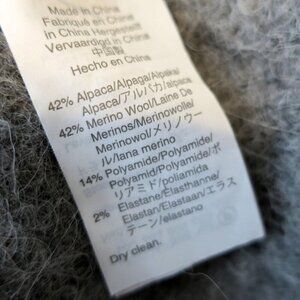 Made in China
Fabriqué en China
In China Hergestellt
Vervaardigd in China
中国製
Hecho en China
42% Alpaca/Alpaga/Alpaka/
Alpaca/アルパカ/alpaca
42% Merino Wool/Laine De
Merinos/Merinowolle/
Merinowol/メリノウー
ル/lana merino
14% Polyamide/Polyamide/
Polyamid/Polyamide/ポ
リアミド/poliamida
2% Elastane/Elasthanne/
Elastan/Elastaan/エラス
テーン/elastano
Dry clean.